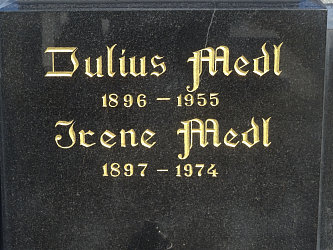 Julius Medl
1896 – 1955
Irene Medl
1897 – 1974